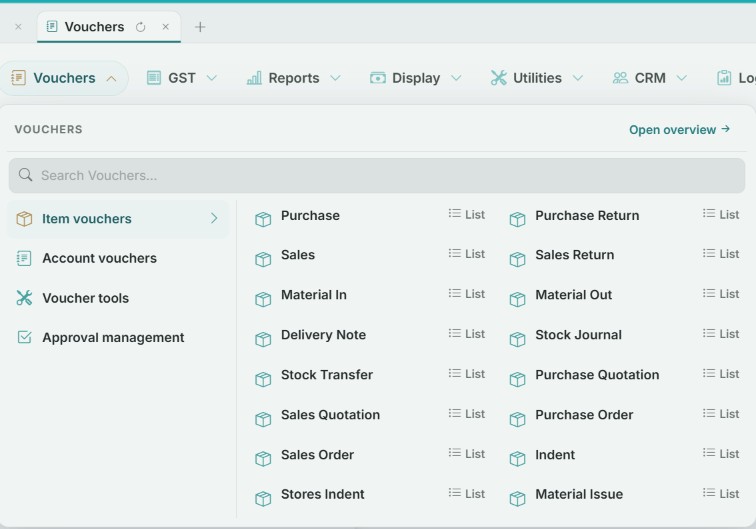 Vouchers
Vouchers GST Reports Display Utilities CRM
VOUCHERS Open overview →
Search Vouchers...
Item vouchers
Account vouchers
Voucher tools
Approval management
Purchase List Purchase Return List
Sales List Sales Return List
Material In List Material Out List
Delivery Note List Stock Journal List
Stock Transfer List Purchase Quotation List
Sales Quotation List Purchase Order List
Sales Order List Indent List
Stores Indent List Material Issue List